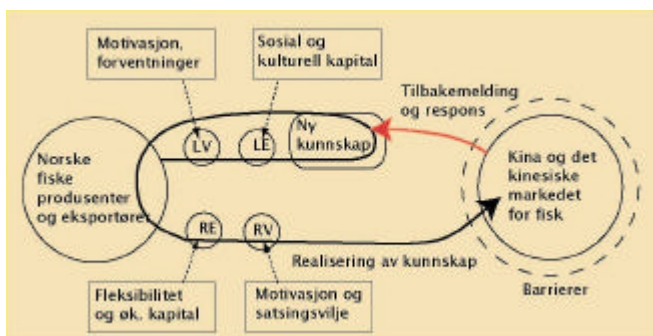 Motivasjon,
forventninger
Sosial og
kulturell kapital
Tilbakemelding
og respons
Ny
kunnskap
LV
LE
Norske
fiske
produsenter
og eksportører
Kina og det
kinesiske
markedet
for fisk
RE
RV
Realisering av kunnskap
Barrierer
Fleksibilitet
og øk. kapital
Motivasjon og
satsingsvilje